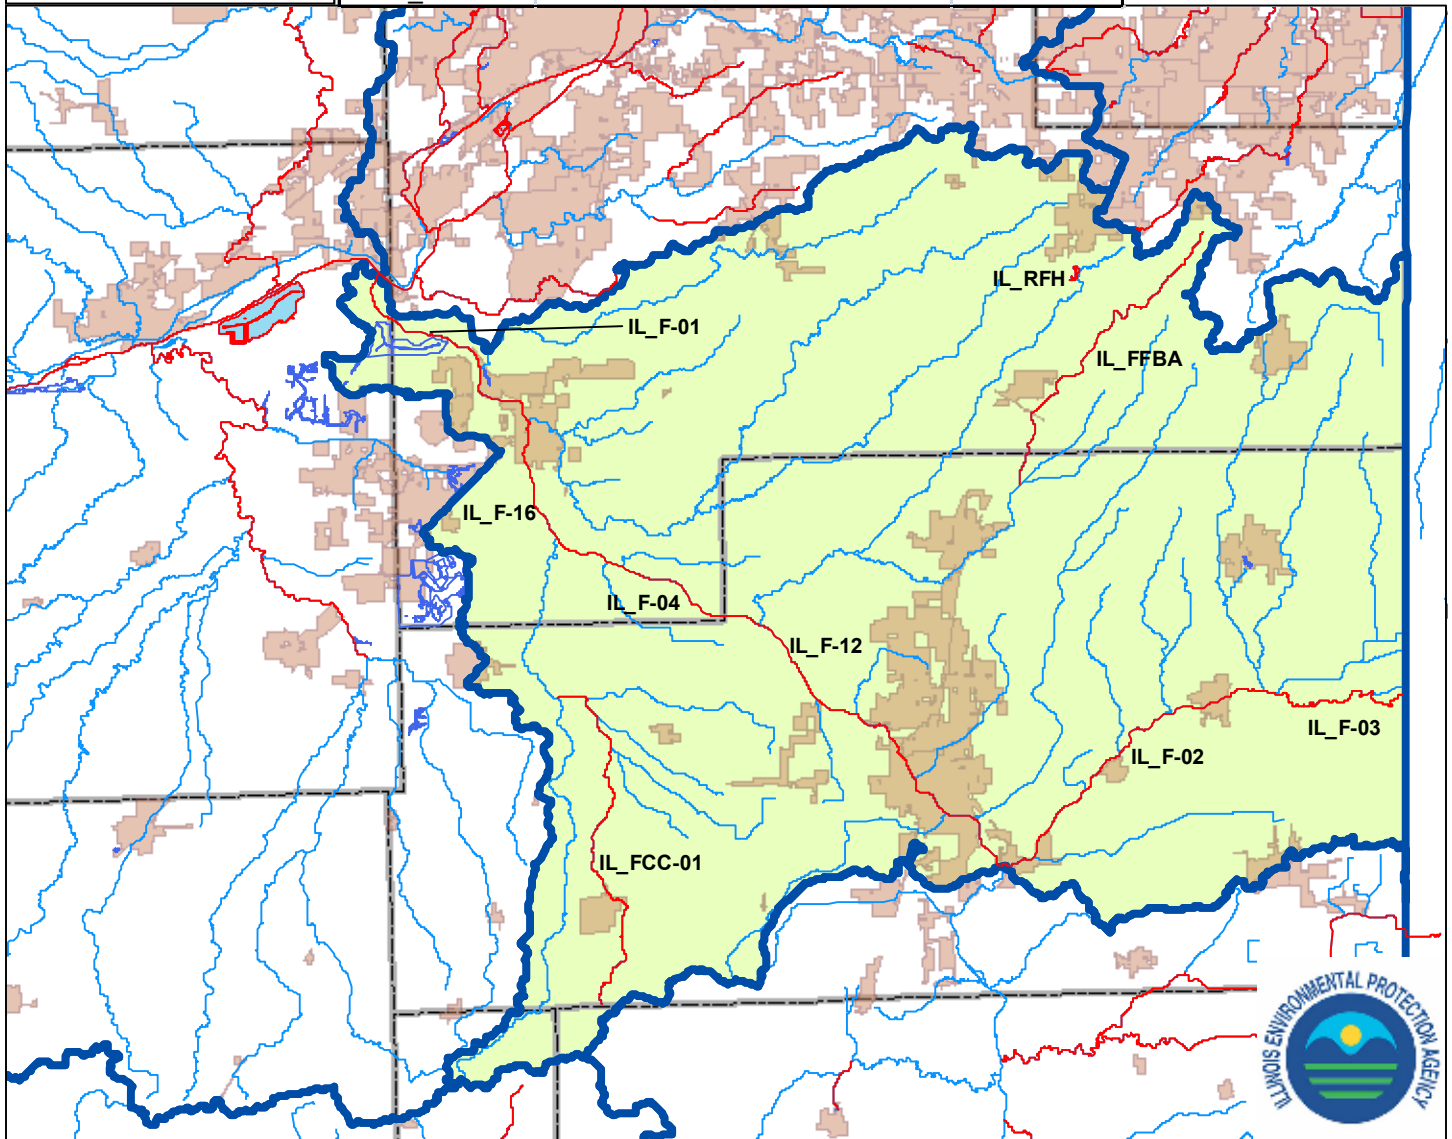 IL_RFH
IL_F-01
IL_FFBA
IL_F-16
IL_F-04
IL_F-12
IL_F-03
IL_F-02
IL_FCC-01
ILLINOIS ENVIRONMENTAL PROTECTION AGENCY